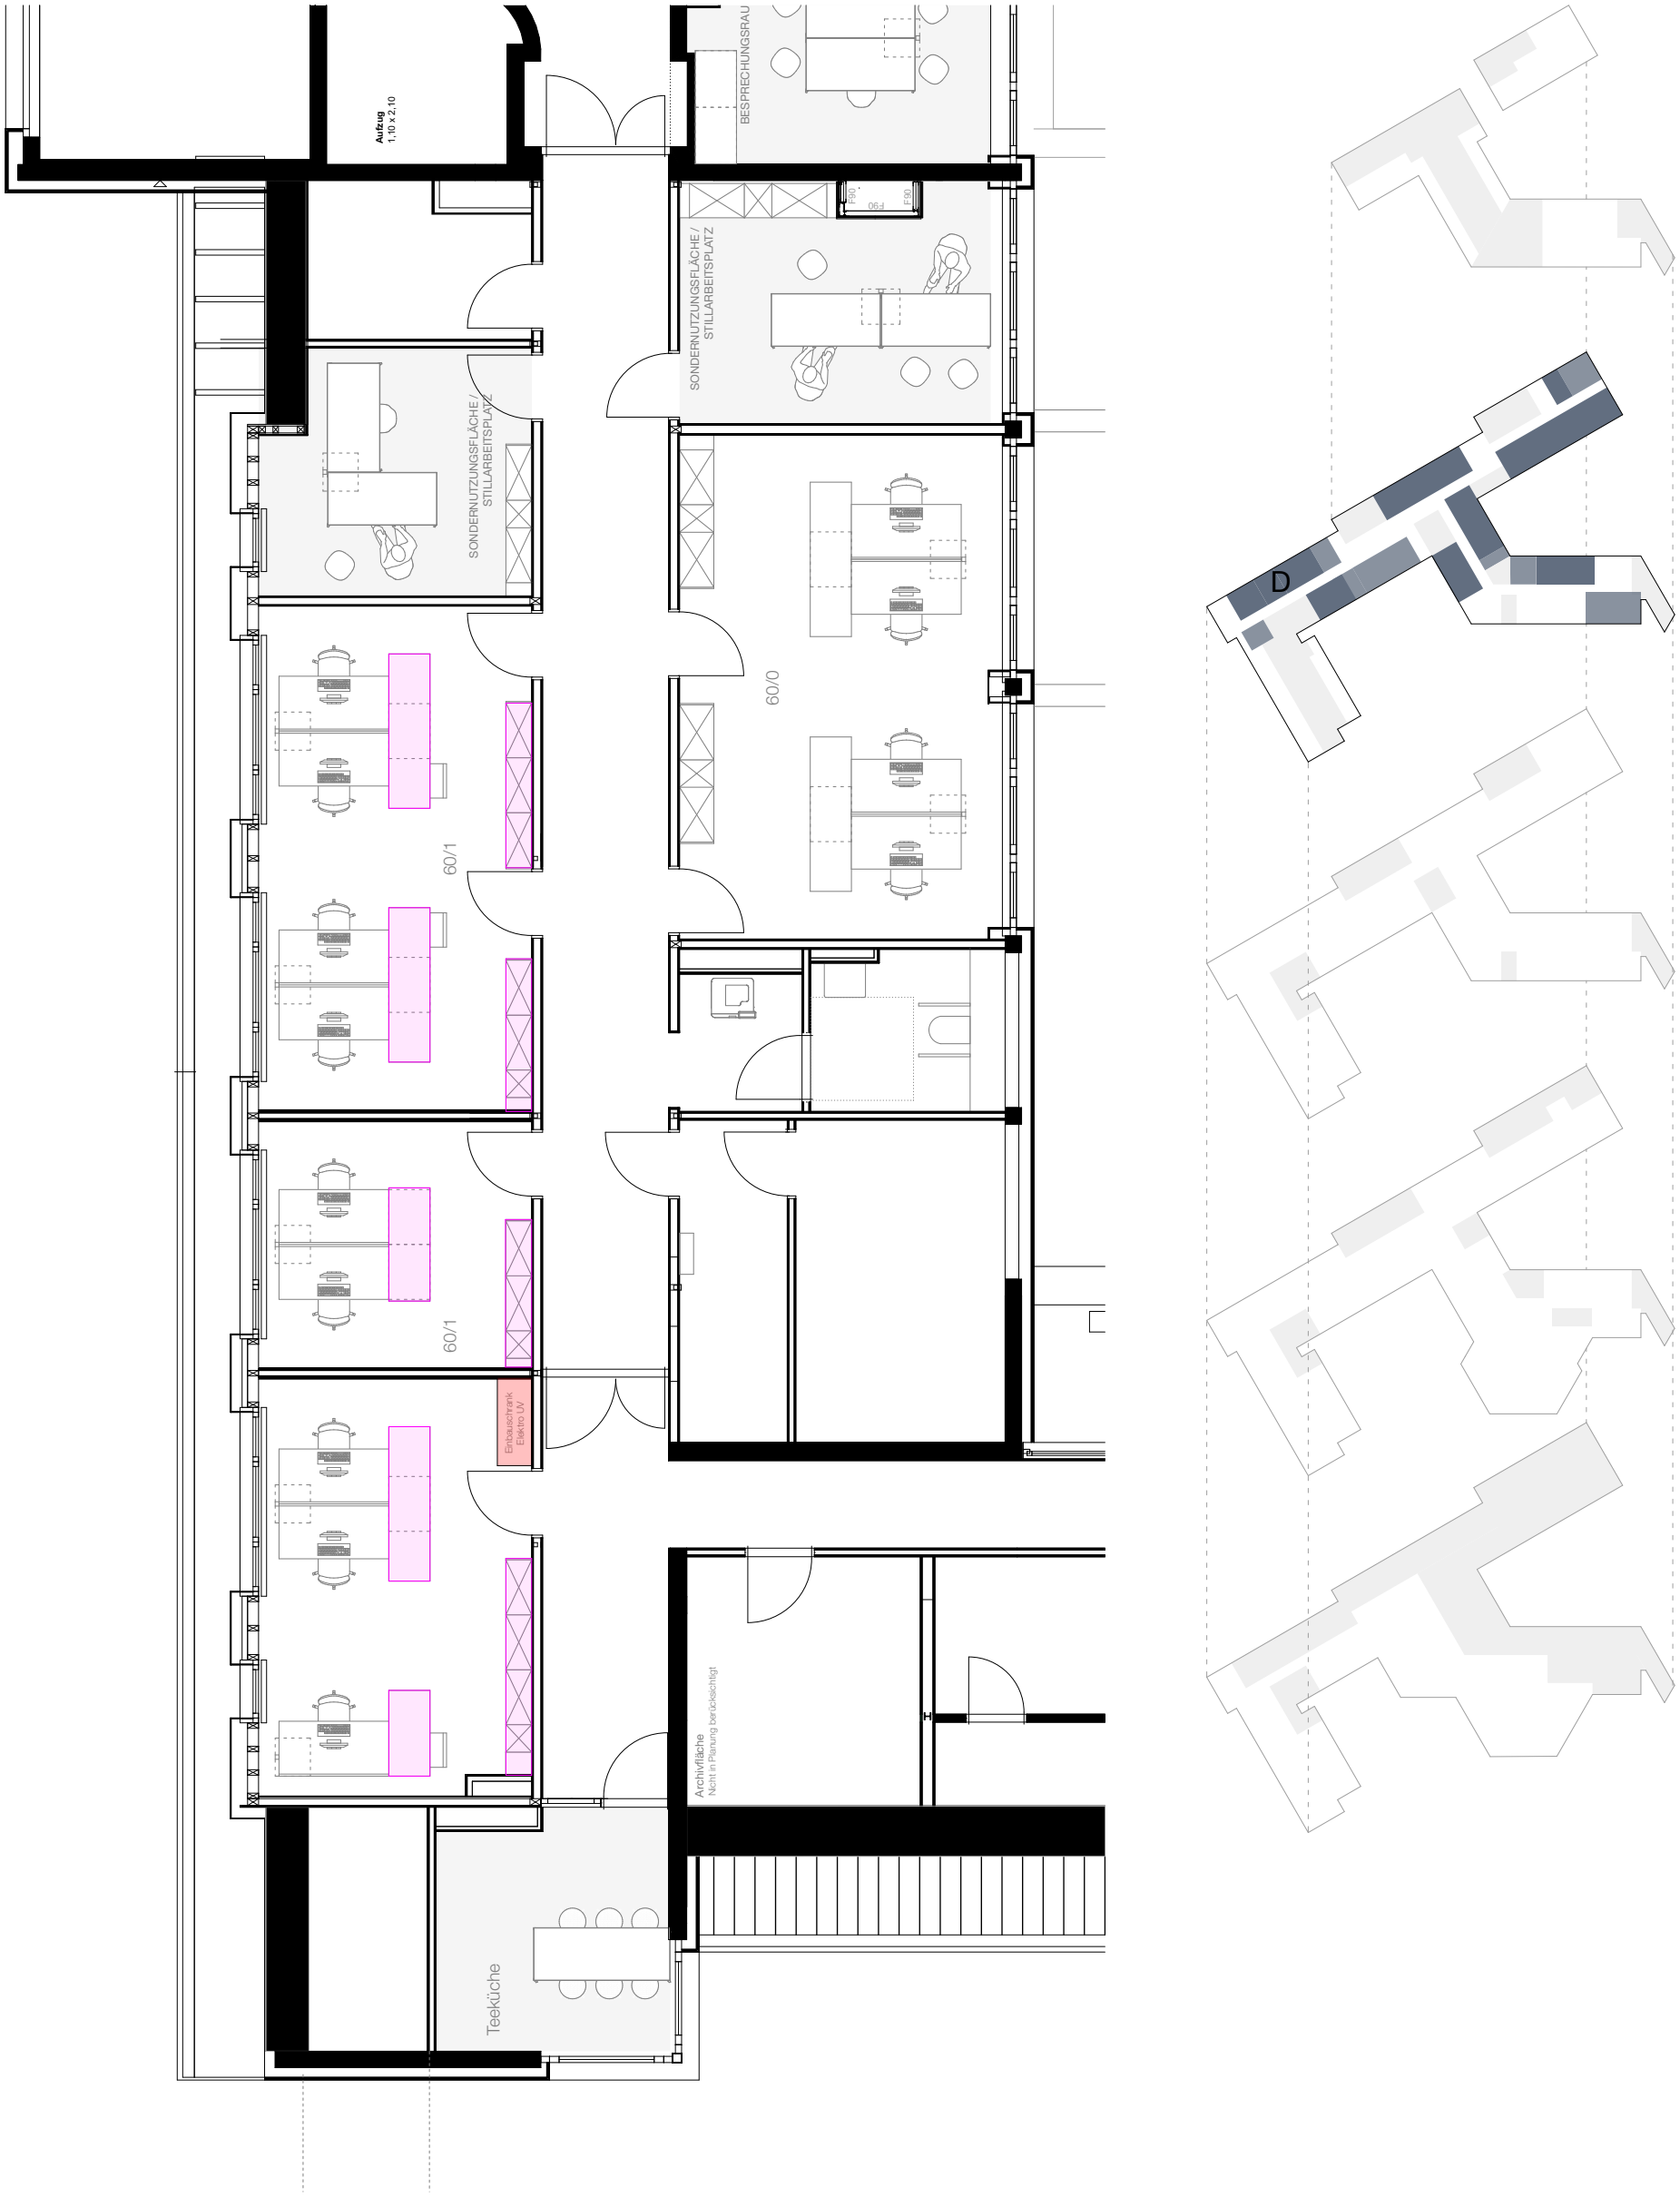 Aufzug
1,10 x 2,10
BESPRECHUNGSRAU
F90
F90
F90
SONDERNUTZUNGSFLÄCHE /
STILLARBEITSPLATZ
SONDERNUTZUNGSFLÄCHE /
STILLARBEITSPLATZ
D
60/0
60/1
60/1
Einbauschrank
Elektro UV
Archivfläche
Nicht in Planung berücksichtigt
Teeküche